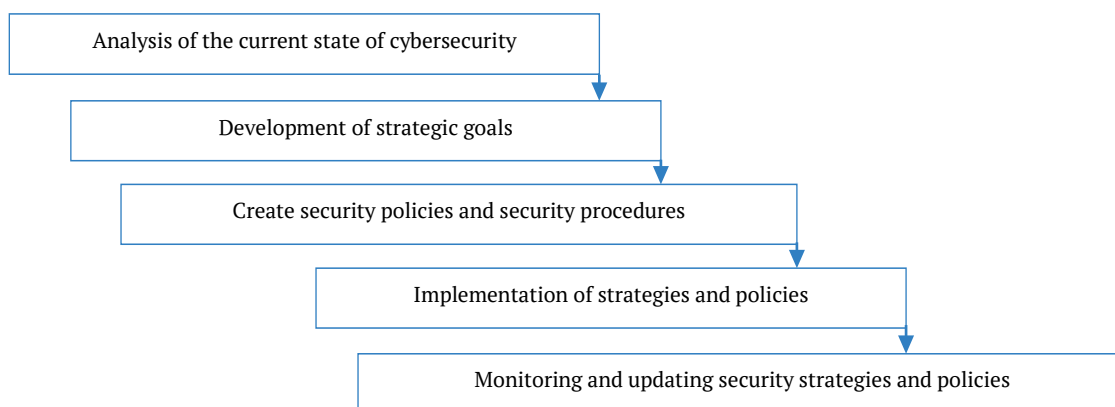 Analysis of the current state of cybersecurity
Development of strategic goals
Create security policies and security procedures
Implementation of strategies and policies
Monitoring and updating security strategies and policies